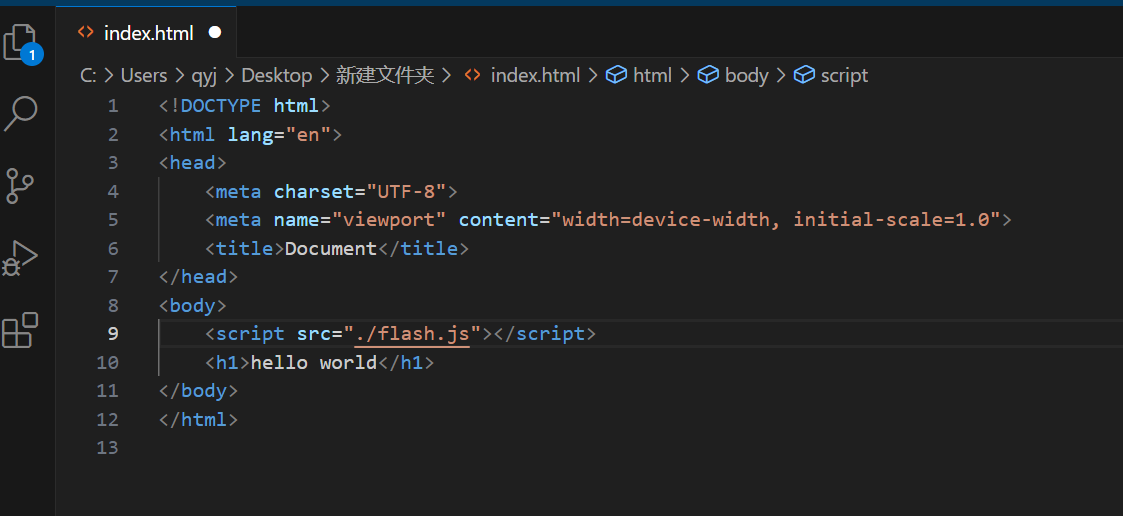 index.html
1
C: > Users > qyj > Desktop > 新建文件夹 > index.html > html > body > script
1 <!DOCTYPE html>
2 <html lang="en">
3 <head>
4     <meta charset="UTF-8">
5     <meta name="viewport" content="width=device-width, initial-scale=1.0">
6     <title>Document</title>
7 </head>
8 <body>
9     <script src="./flash.js"></script>
10     <h1>hello world</h1>
11 </body>
12 </html>
13